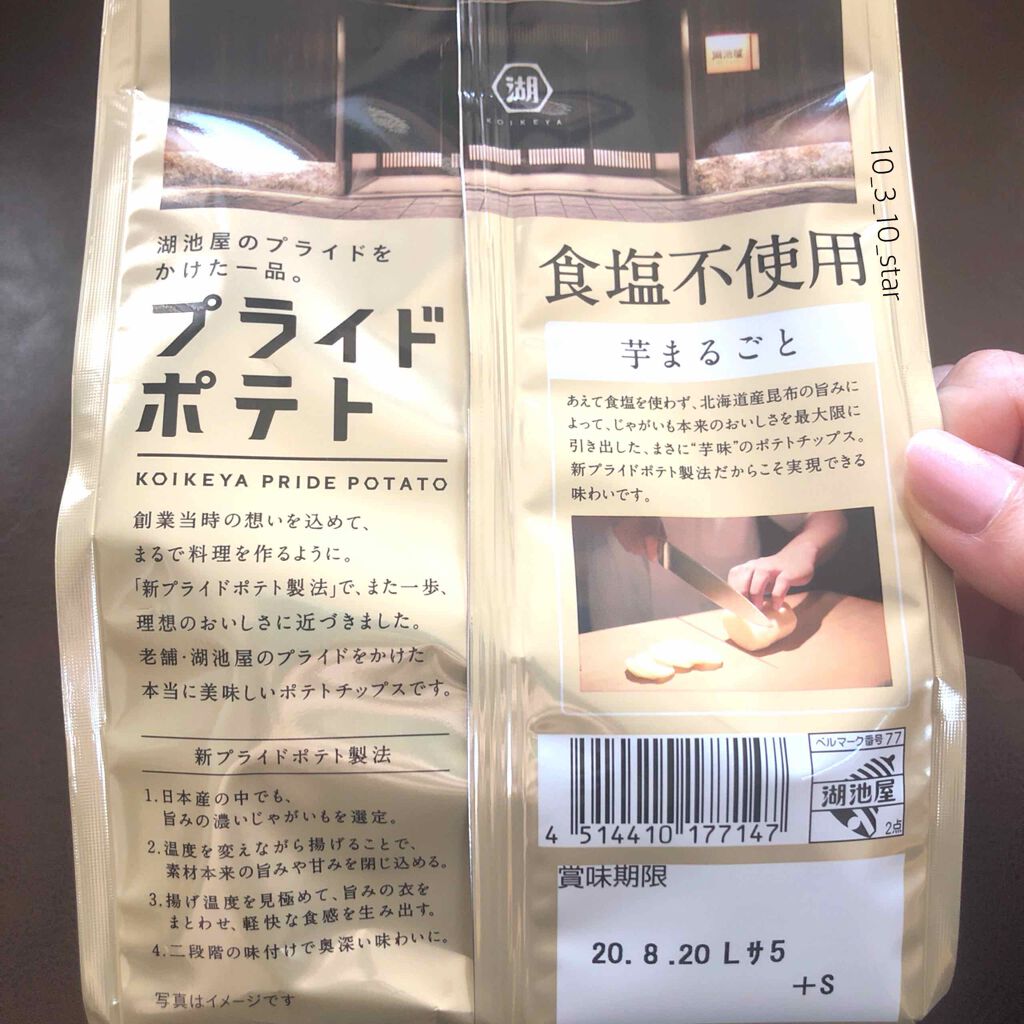 湖池屋
湖
KOIKEYA
10_3_10_star
湖池屋のプライドを
かけた一品。
プライド
ポテト
KOIKEYA PRIDE POTATO
創業当時の想いを込めて、
まるで料理を作るように。
「新プライドポテト製法」で、また一歩、
理想のおいしさに近づきました。
老舗・湖池屋のプライドをかけた
本当に美味しいポテトチップスです。
新プライドポテト製法
1.日本産の中でも、
旨みの濃いじゃがいもを選定。
2.温度を変えながら揚げることで、
素材本来の旨みや甘みを閉じ込める。
3.揚げ温度を見極めて、旨みの衣を
まとわせ、軽快な食感を生み出す。
4.二段階の味付けで奥深い味わいに。
写真はイメージです
食塩不使用
芋まるごと
あえて食塩を使わず、北海道産昆布の旨みに
よって、じゃがいも本来のおいしさを最大限に
引き出した、まさに“芋味”のポテトチップス。
新プライドポテト製法だからこそ実現できる
味わいです。
4 514410 177147
ベルマーク番号77
湖池屋
2点
賞味期限
20.8.20 Lサ5
+S